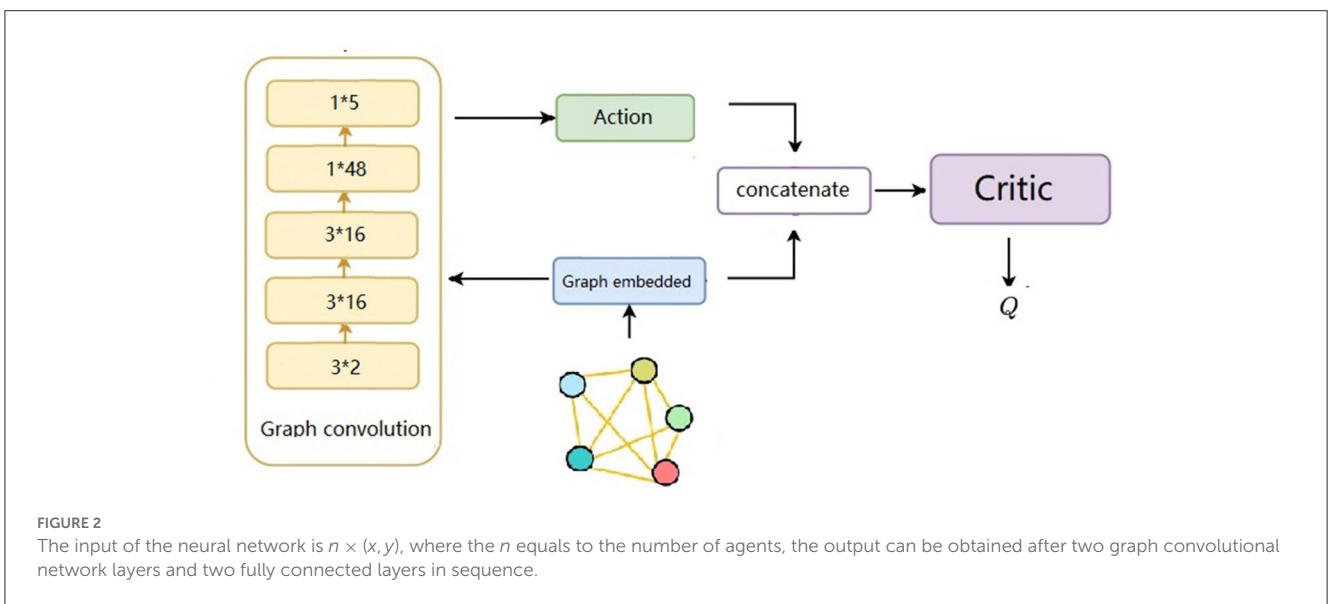 1*5
1*48
3*16
3*16
3*2
Graph convolution
Action
Graph embedded
concatenate
Critic
Q
FIGURE 2
The input of the neural network is n × (x, y), where the n equals to the number of agents, the output can be obtained after two graph convolutional
network layers and two fully connected layers in sequence.